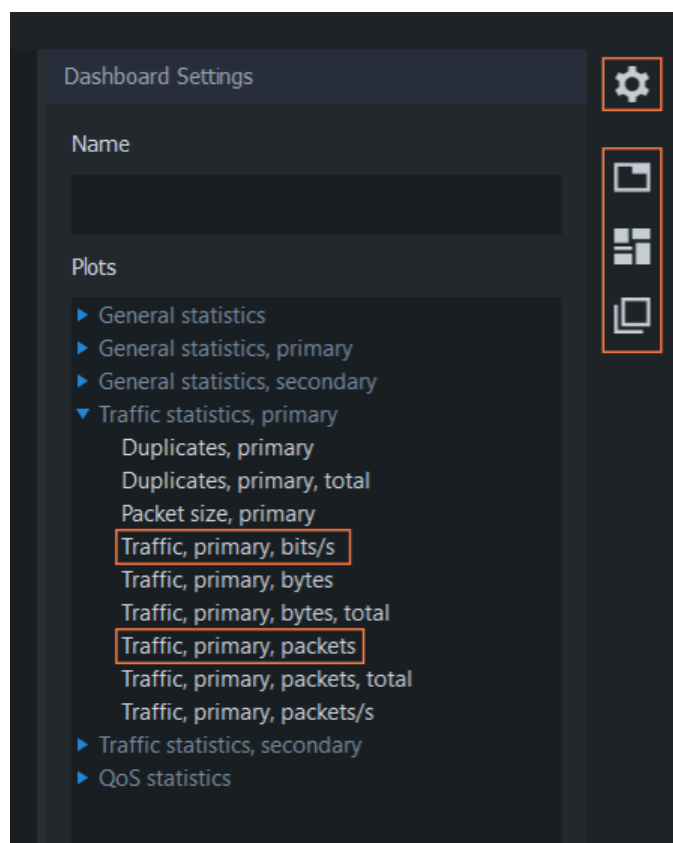 Dashboard Settings
Name
Plots
General statistics
General statistics, primary
General statistics, secondary
Traffic statistics, primary
Duplicates, primary
Duplicates, primary, total
Packet size, primary
Traffic, primary, bits/s
Traffic, primary, bytes
Traffic, primary, bytes, total
Traffic, primary, packets
Traffic, primary, packets, total
Traffic, primary, packets/s
Traffic statistics, secondary
QoS statistics